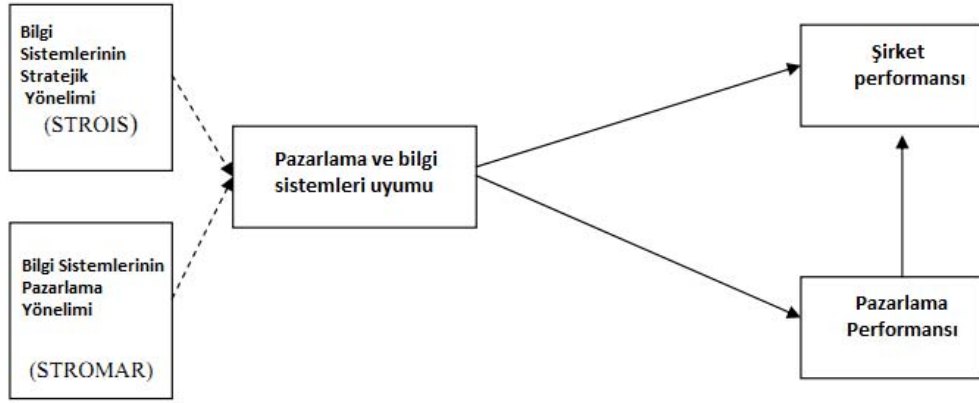 Bilgi
Sistemlerinin
Stratejik
Yönelimi
(STROIS)
Pazarlama ve bilgi
sistemleri uyumu
Şirket
performansı
Bilgi Sistemlerinin
Pazarlama
Yönelimi
(STROMAR)
Pazarlama
Performansı